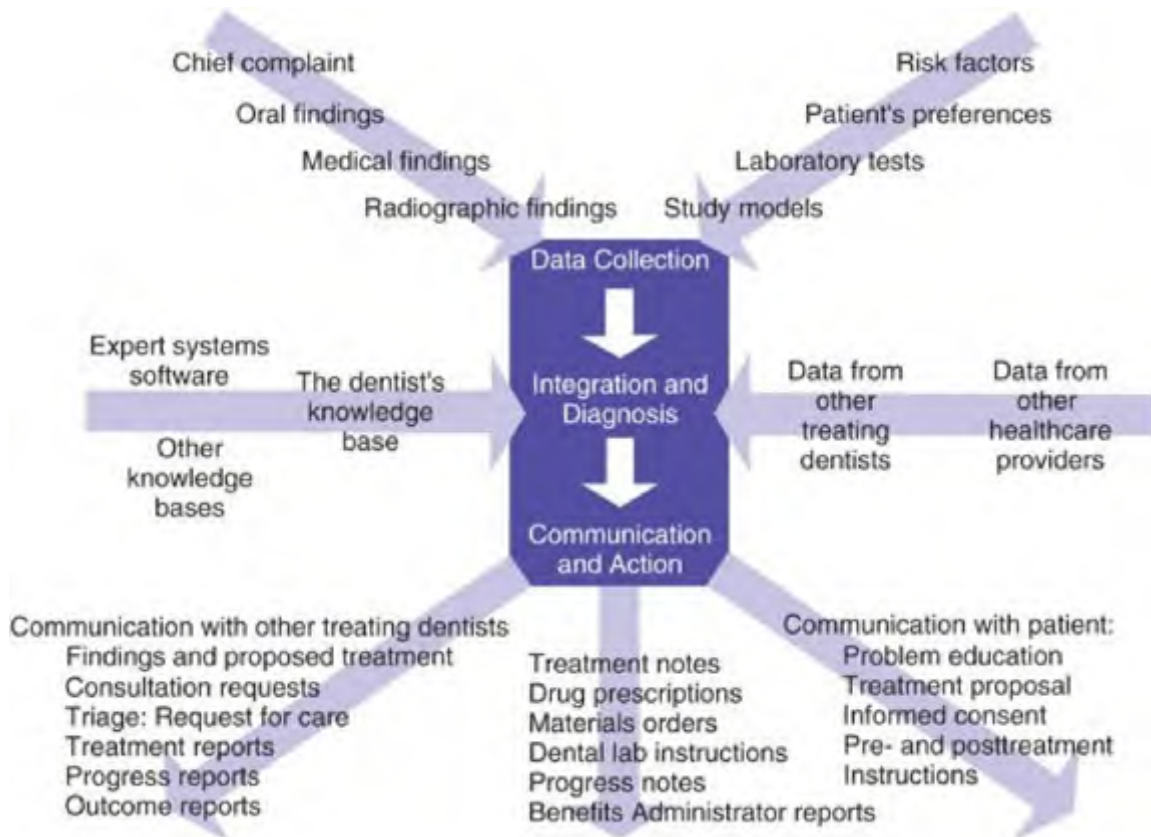 Chief complaint
Oral findings
Medical findings
Radiographic findings
Risk factors
Patient's preferences
Laboratory tests
Study models
Data Collection
Expert systems
software
Other
knowledge
bases
The dentist's
knowledge
base
Integration and
Diagnosis
Data from
other
treating
dentists
Data from
other
healthcare
providers
Communication
and Action
Communication with other treating dentists
Findings and proposed treatment
Consultation requests
Triage: Request for care
Treatment reports
Progress reports
Outcome reports
Treatment notes
Drug prescriptions
Materials orders
Dental lab instructions
Progress notes
Benefits Administrator reports
Communication with patient:
Problem education
Treatment proposal
Informed consent
Pre- and posttreatment
Instructions